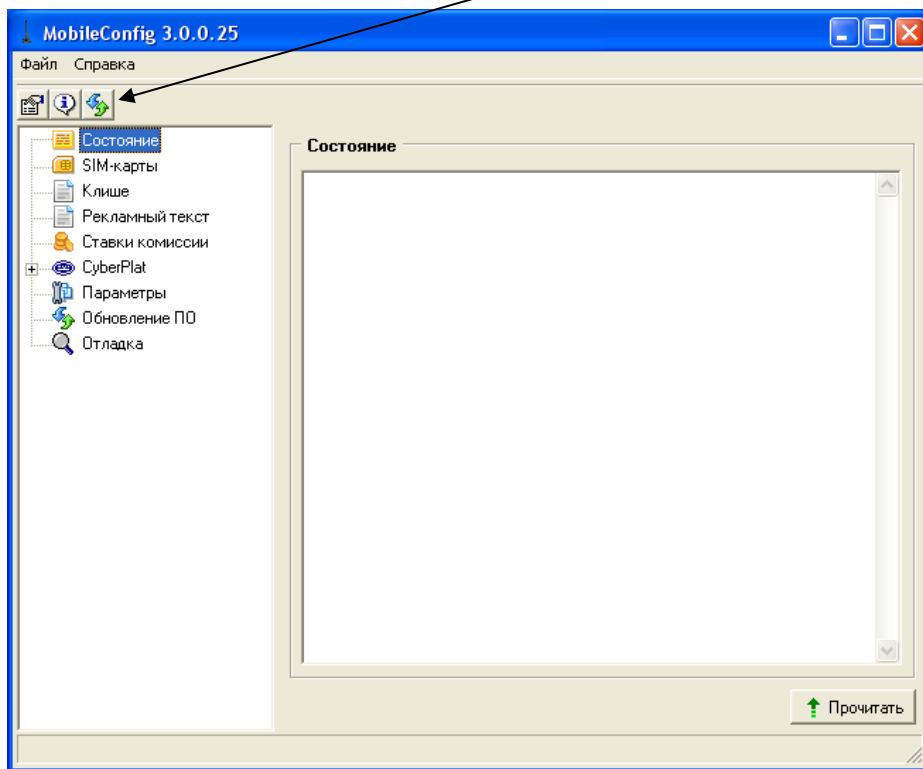 MobileConfig 3.0.0.25
Файл Справка
Состояние
SIM-карты
Клише
Рекламный текст
Ставки комиссии
CyberPlat
Параметры
Обновление ПО
Отладка
Состояние
Прочитать